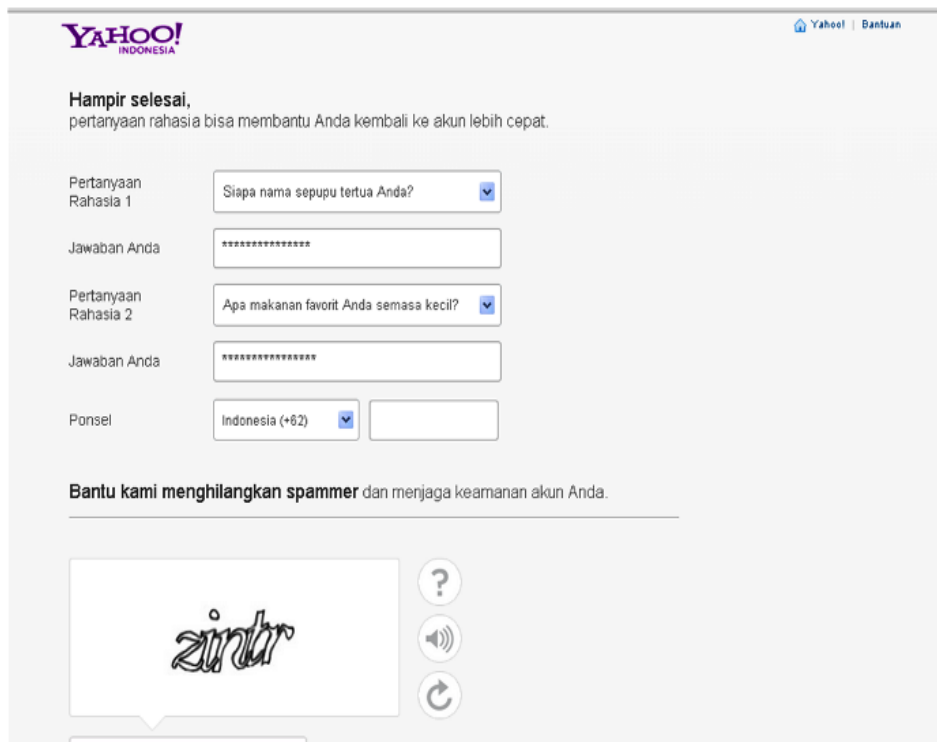 YAHOO!
INDONESIA
Yahoo! | Bantuan
Hampir selesai,
pertanyaan rahasia bisa membantu Anda kembali ke akun lebih cepat.
Pertanyaan
Rahasia 1
Siapa nama sepupu tertua Anda?
Jawaban Anda
***************
Pertanyaan
Rahasia 2
Apa makanan favorit Anda semasa kecil?
Jawaban Anda
****************
Ponsel
Indonesia (+62)
Bantu kami menghilangkan spammer dan menjaga keamanan akun Anda.
?